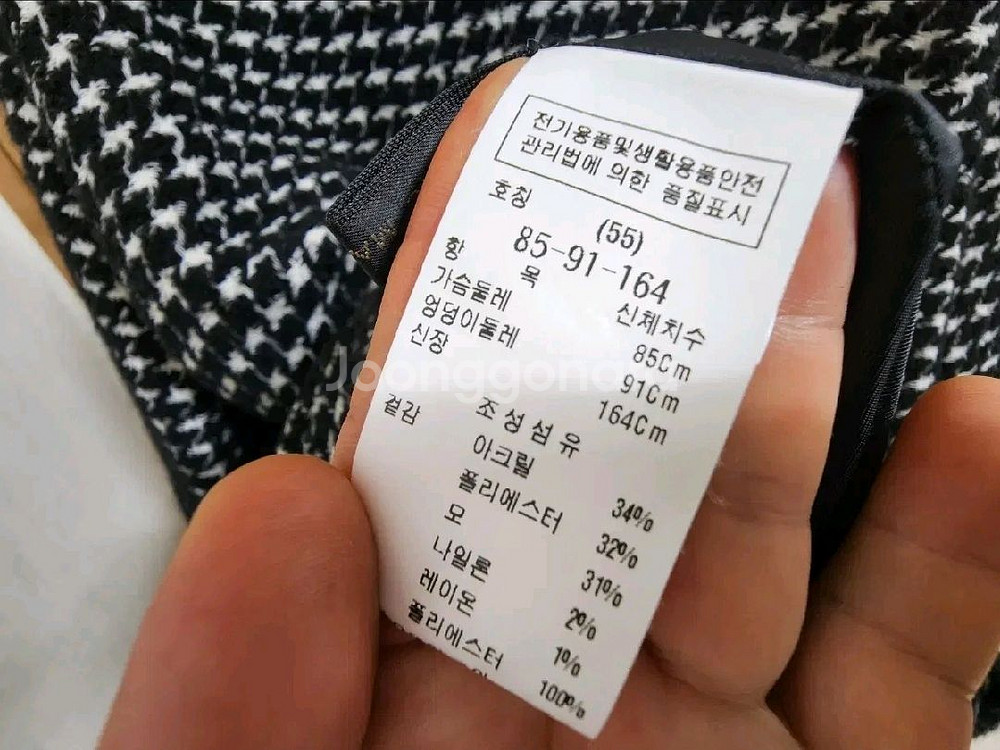 전기용품및생활용품안전
관리법에 의한 품질표시
호칭 (55)
85-91-164
항 목 신체치수
가슴둘레 85Cm
엉덩이둘레 91Cm
신장 164Cm
조성섬유
겉감 아크릴 34%
폴리에스터 32%
모 31%
나일론 2%
레이온 1%
폴리에스터 100%
Joonggonara